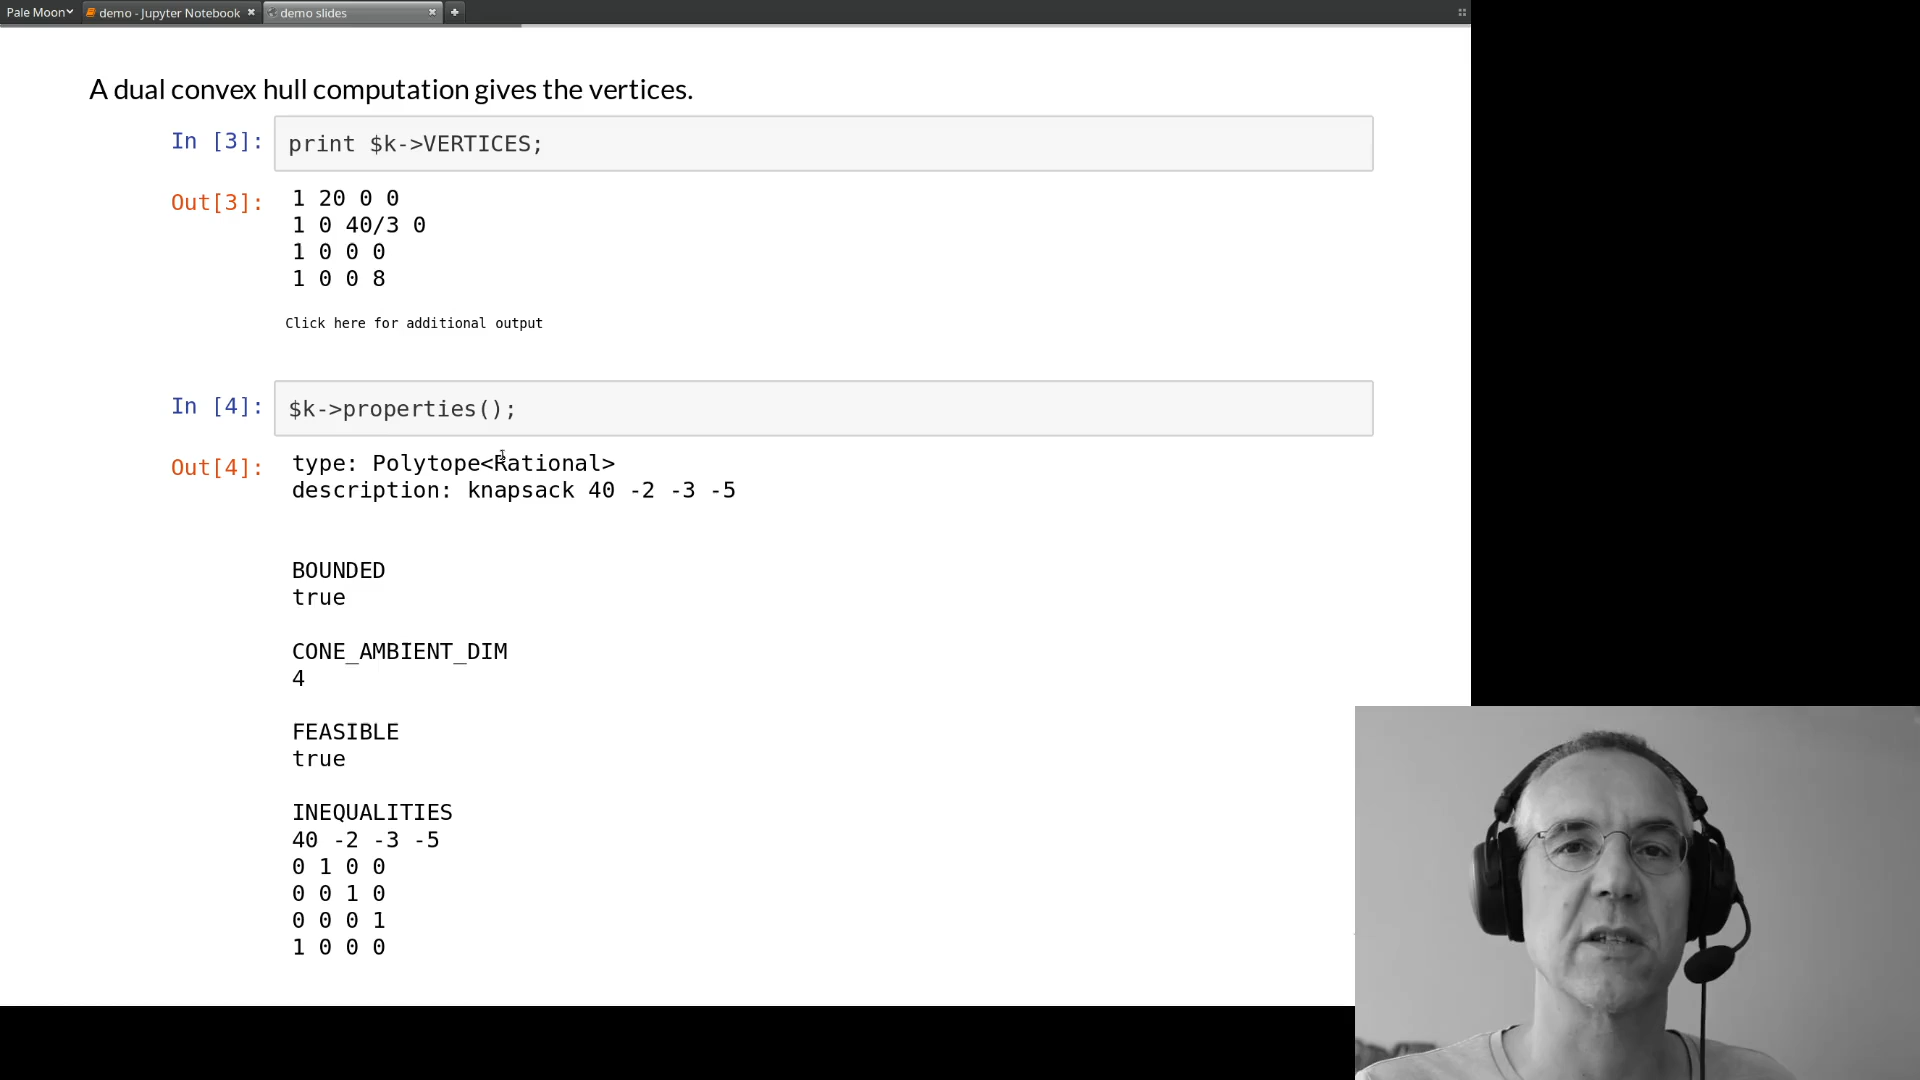 Pale Moon demo - Jupyter Notebook demo slides
A dual convex hull computation gives the vertices.
In [3]: print $k->VERTICES;
Out[3]: 1 20 0 0
1 0 40/3 0
1 0 0 0
1 0 0 8
Click here for additional output
In [4]: $k->properties();
Out[4]: type: Polytope<Rational>
description: knapsack 40 -2 -3 -5
BOUNDED
true
CONE_AMBIENT_DIM
4
FEASIBLE
true
INEQUALITIES
40 -2 -3 -5
0 1 0 0
0 0 1 0
0 0 0 1
1 0 0 0